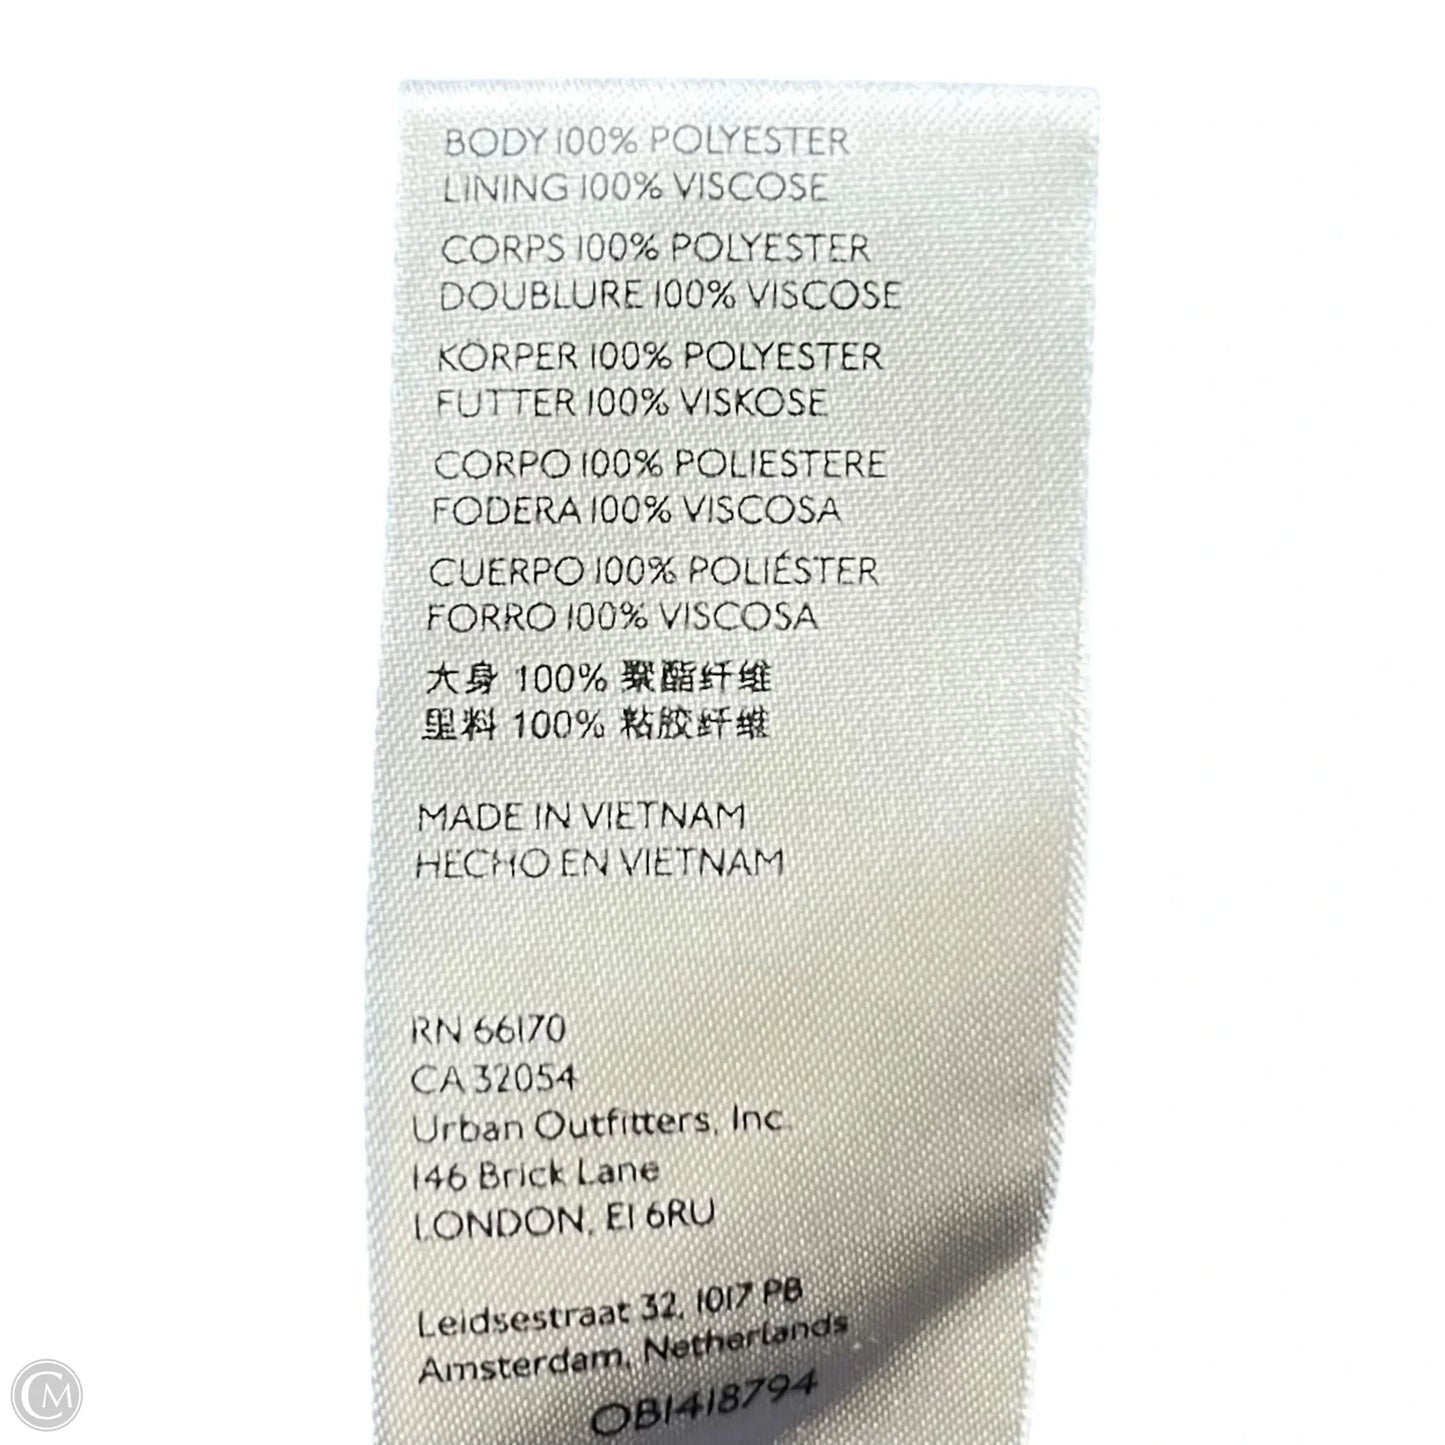 BODY 100% POLYESTER
LINING 100% VISCOSE
CORPS 100% POLYESTER
DOUBLURE 100% VISCOSE
KÖRPER 100% POLYESTER
FUTTER 100% VISKOSE
CORPO 100% POLIESTERE
FODERA 100% VISCOSA
CUERPO 100% POLIÉSTER
FORRO 100% VISCOSA
大身 100% 聚酯纤维
里料 100% 粘胶纤维
MADE IN VIETNAM
HECHO EN VIETNAM
RN 66170
CA 32054
Urban Outfitters, Inc.
146 Brick Lane
LONDON, E1 6RU
Leidsestraat 32, 1017 PB
Amsterdam, Netherlands
OB1418794
CM